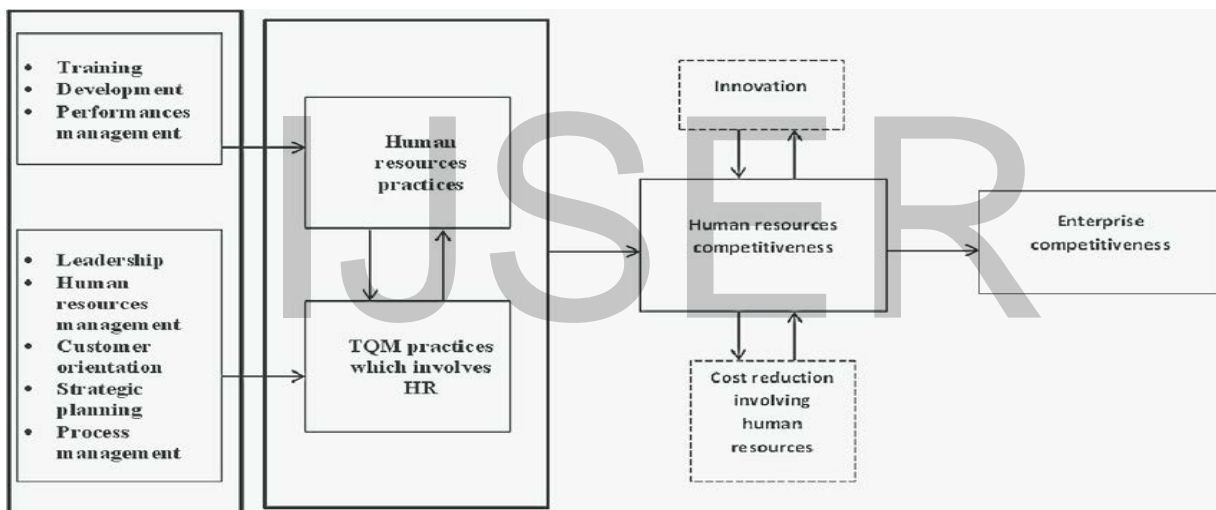 • Training
• Development
• Performances
management
• Leadership
• Human
resources
management
• Customer
orientation
• Strategic
planning
• Process
management
Human
resources
practices
TQM practices
which involves
HR
Innovation
Human resources
competitiveness
Cost reduction
involving
human
resources
Enterprise
competitiveness
IJSER